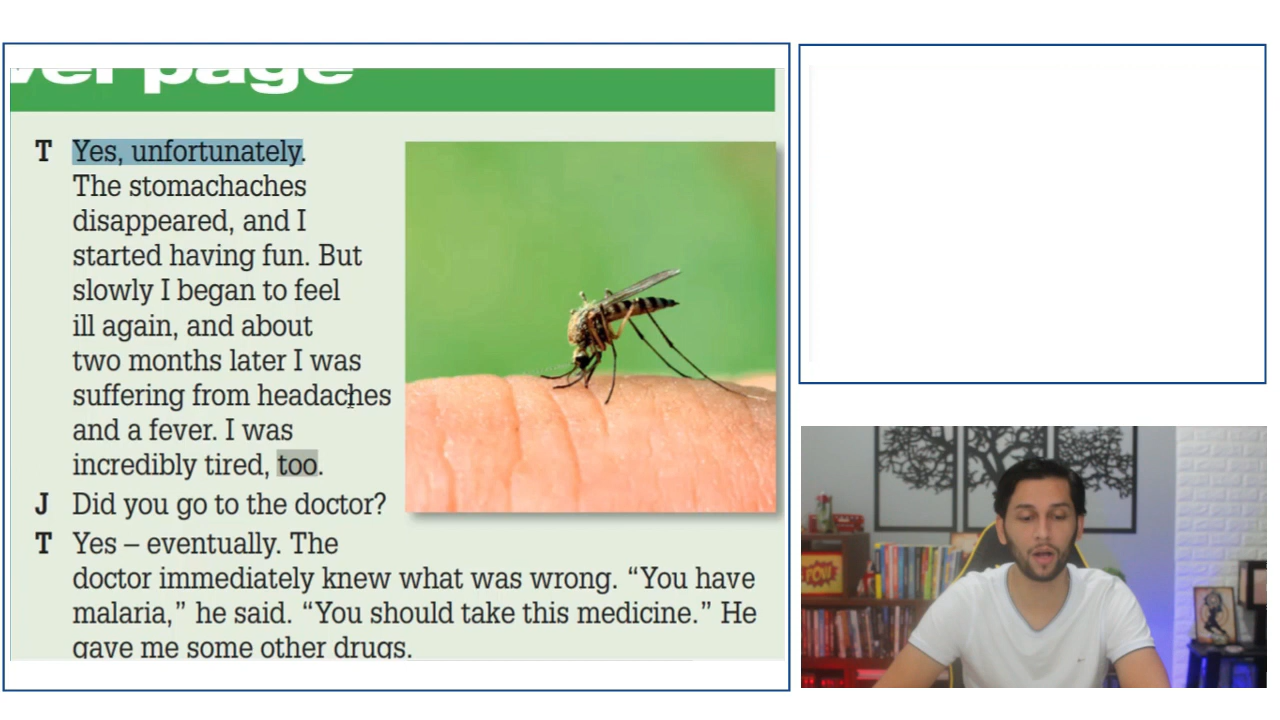 ver page
T Yes, unfortunately.
The stomachaches
disappeared, and I
started having fun. But
slowly I began to feel
ill again, and about
two months later I was
suffering from headaches
and a fever. I was
incredibly tired, too.
J Did you go to the doctor?
T Yes – eventually. The
doctor immediately knew what was wrong. “You have
malaria,” he said. “You should take this medicine.” He
gave me some other drugs.
POW